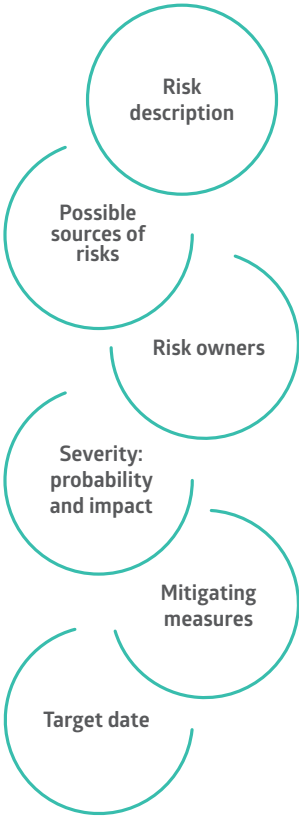 Risk
description
Possible
sources of
risks
Risk owners
Severity:
probability
and impact
Mitigating
measures
Target date